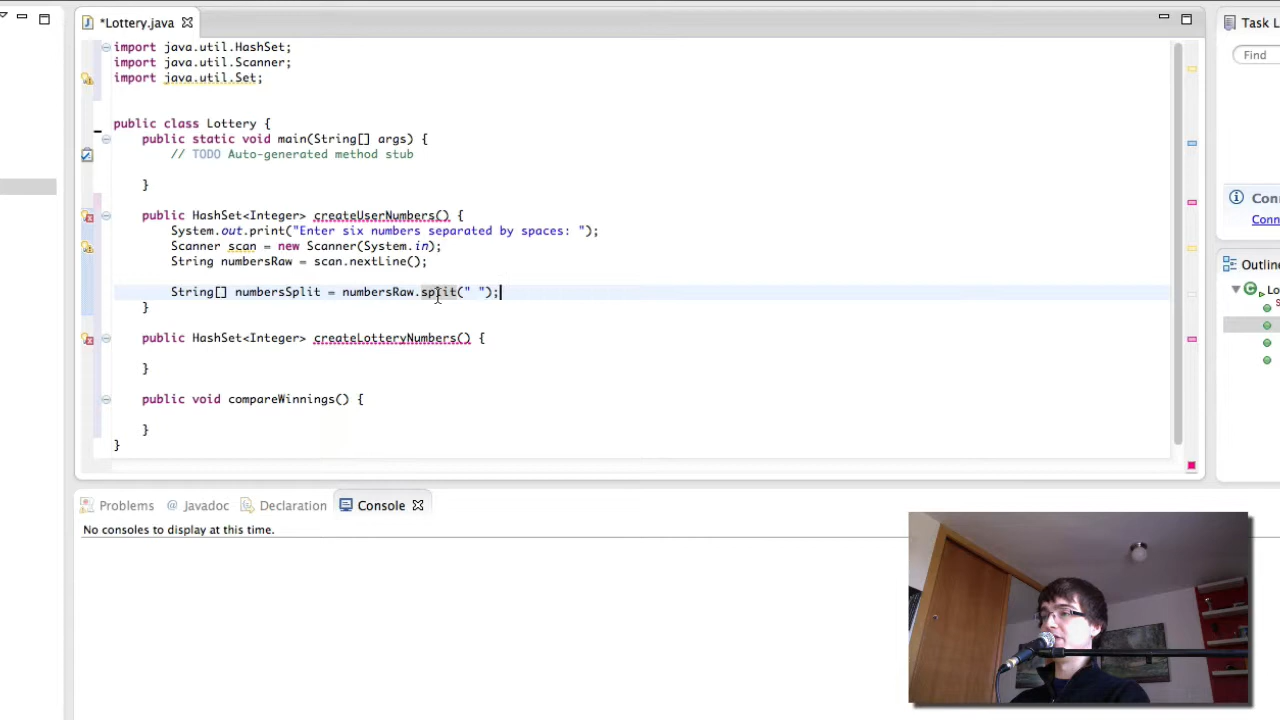 *Lottery.java
Task L
Find
import java.util.HashSet;
import java.util.Scanner;
import java.util.Set;
public class Lottery {
public static void main(String[] args) {
// TODO Auto-generated method stub
}
public HashSet<Integer> createUserNumbers() {
System.out.print("Enter six numbers separated by spaces: ");
Scanner scan = new Scanner(System.in);
String numbersRaw = scan.nextLine();
String[] numbersSplit = numbersRaw.split(" ");
}
public HashSet<Integer> createLotteryNumbers() {
}
public void compareWinnings() {
}
}
Conn
Conn
Outline
Lo
S
Problems @ Javadoc Declaration Console
No consoles to display at this time.